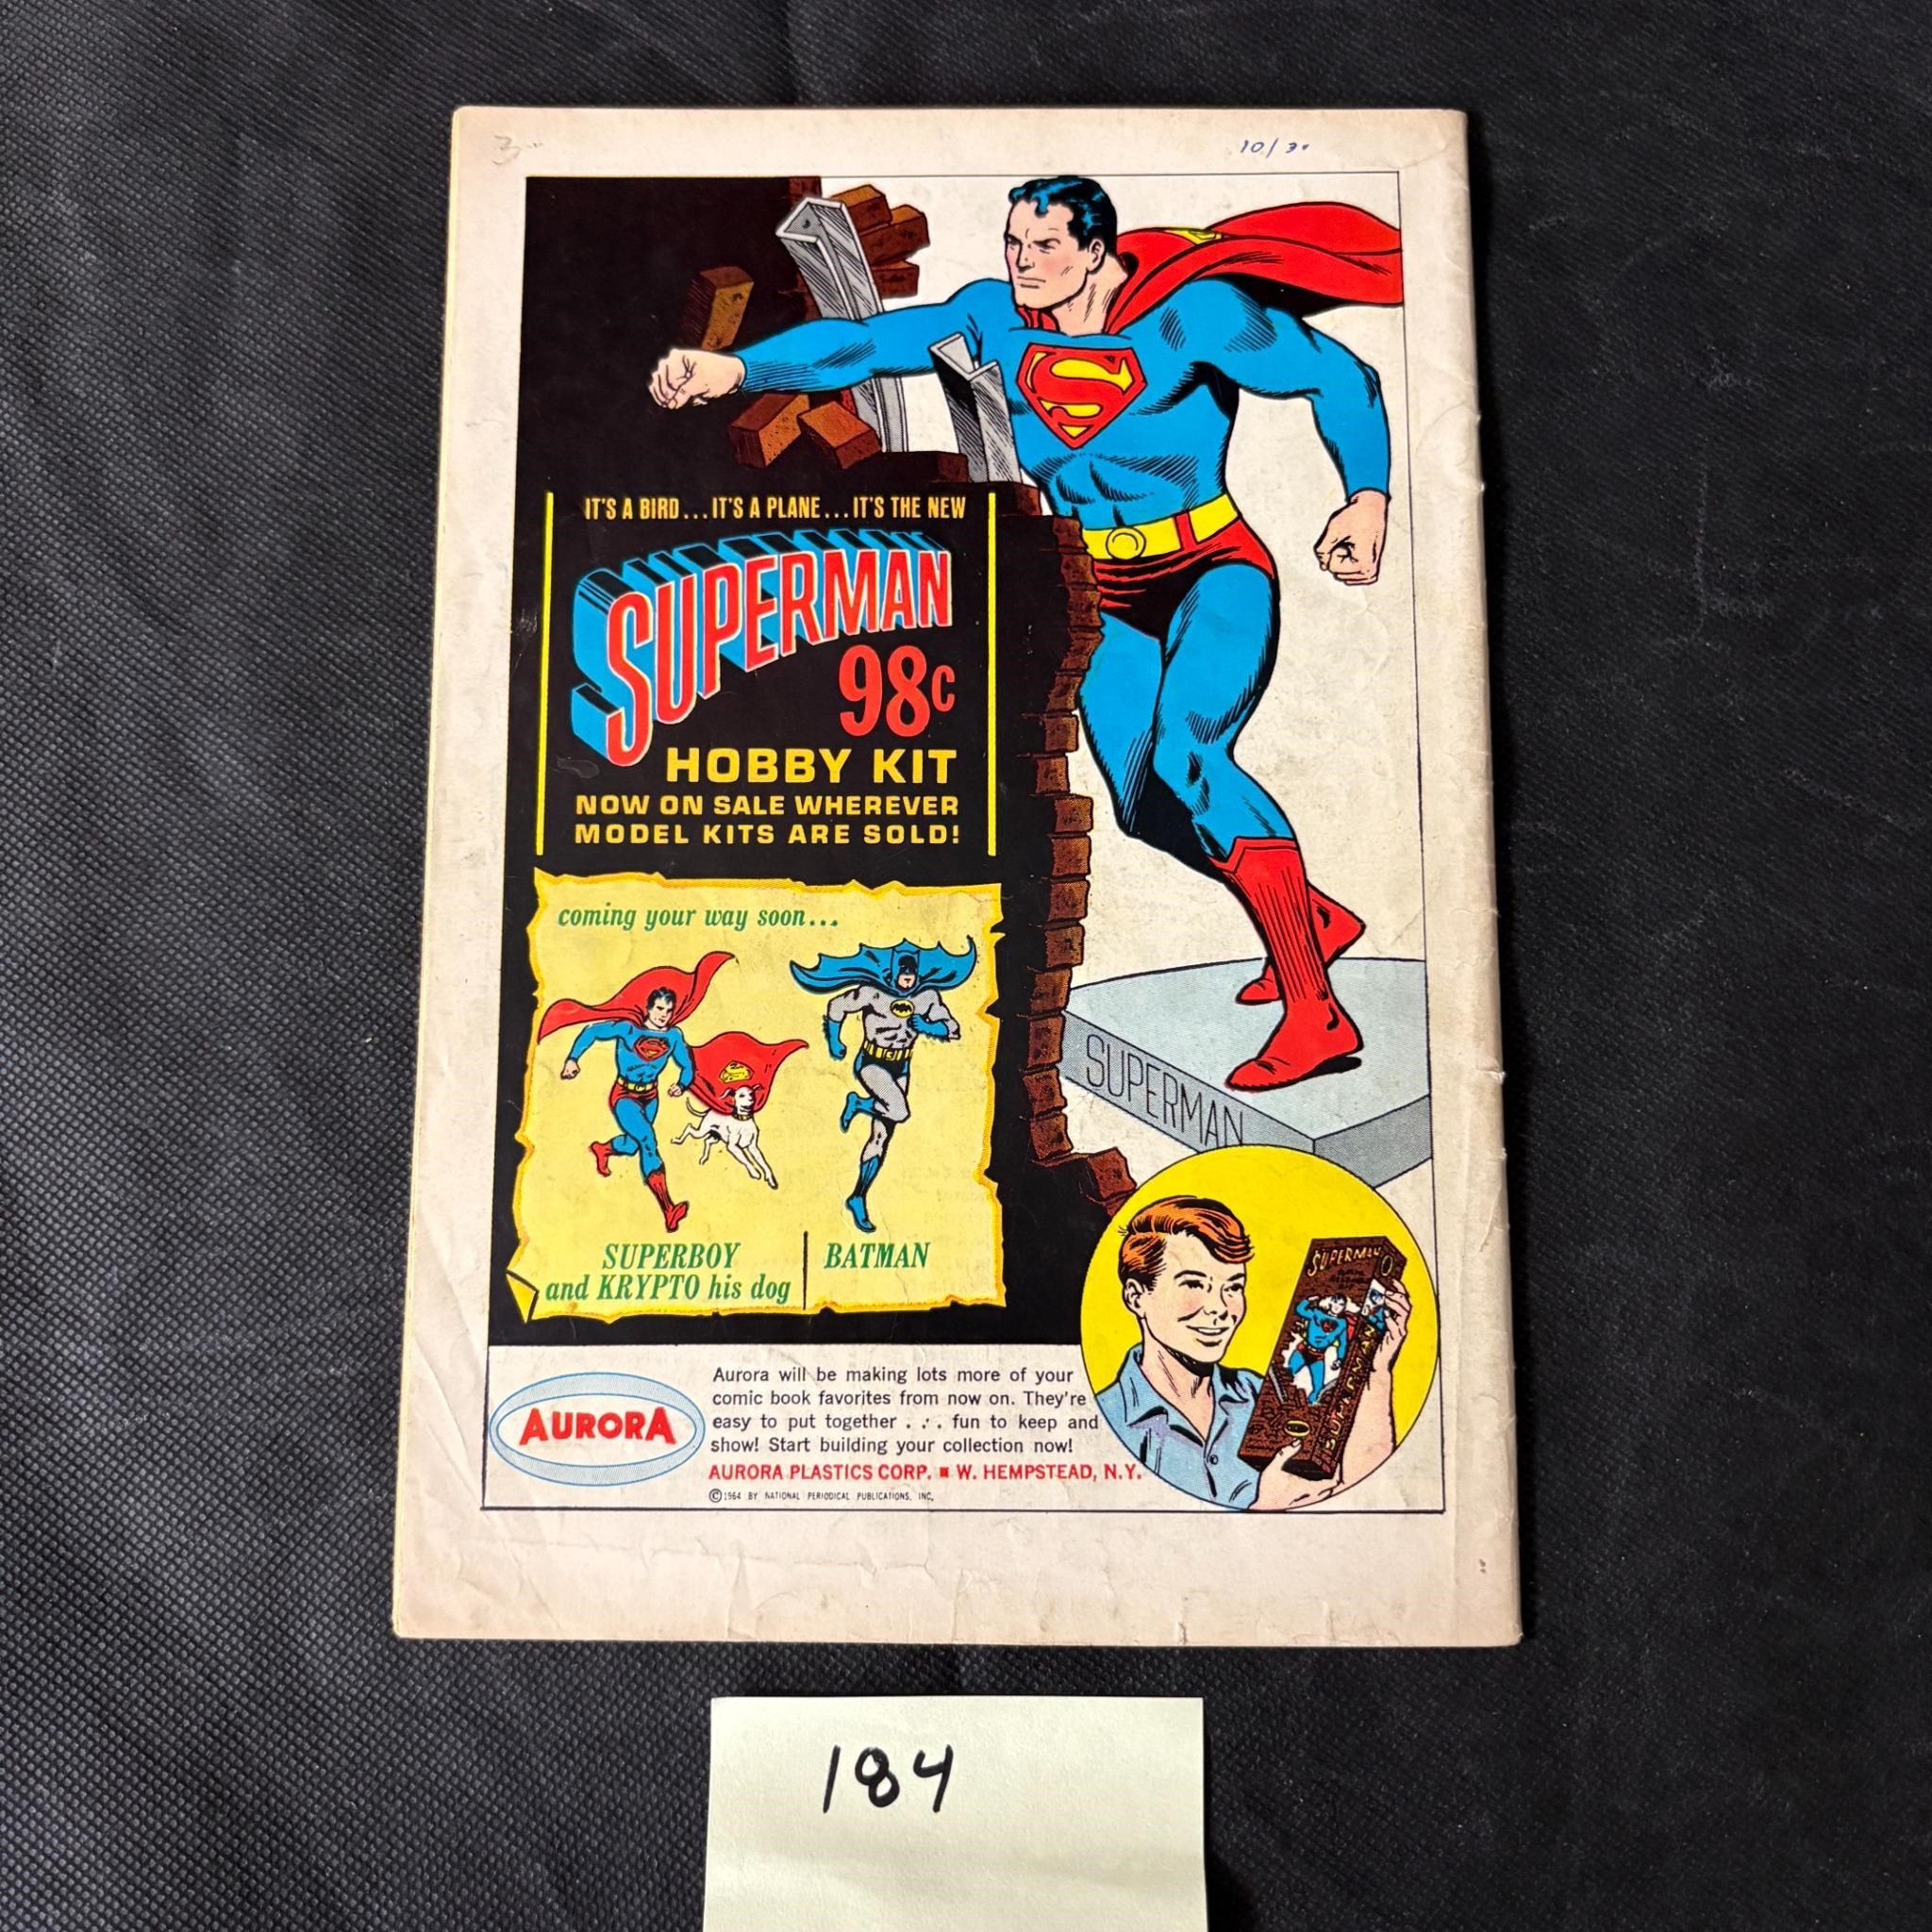 3
10/30
IT'S A BIRD...IT'S A PLANE...IT'S THE NEW
SUPERMAN
98c
HOBBY KIT
NOW ON SALE WHEREVER
MODEL KITS ARE SOLD!
coming your way soon...
SUPERBOY
and KRYPTO his dog
BATMAN
SUPERMAN
SUPERMAN
SUPERMAN
AURORA
Aurora will be making lots more of your
comic book favorites from now on. They're
easy to put together . . . fun to keep and
show! Start building your collection now!
AURORA PLASTICS CORP. ■ W. HEMPSTEAD, N.Y.
©1964 BY NATIONAL PERIODICAL PUBLICATIONS, INC.
184